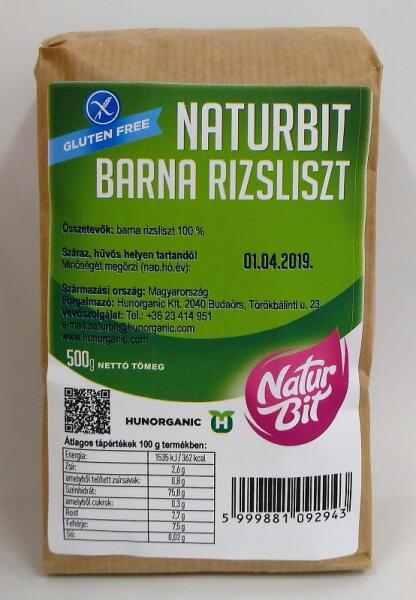 GLUTEN FREE
NATURBIT
BARNA RIZSLISZT
Összetevők: barna rizsliszt 100 %
Száraz, hűvös helyen tartandó!
Minőségét megőrzi (nap.hó.év):
01.04.2019.
Származási ország: Magyarország
Forgalmazó: Hunorganic Kft. 2040 Budaörs, Törökbálinti u. 23.
Vevőszolgálat: Tel.: +36 23 414 951
e-mail:naturbit@hunorganic.com
www.hunorganic.com
500g NETTÓ TÖMEG
Natur
Bit
HUNORGANIC H
Átlagos tápértékek 100 g termékben:
Energia: 1535 kJ / 362 kcal
Zsír: 2,6 g
amelyből telített zsírsavak: 0,8 g
Szénhidrát: 75,8 g
amelyből cukrok: 0,3 g
Rost 2,7 g
Fehérje: 7,5 g
Só: 0,02 g
5 999881 092943